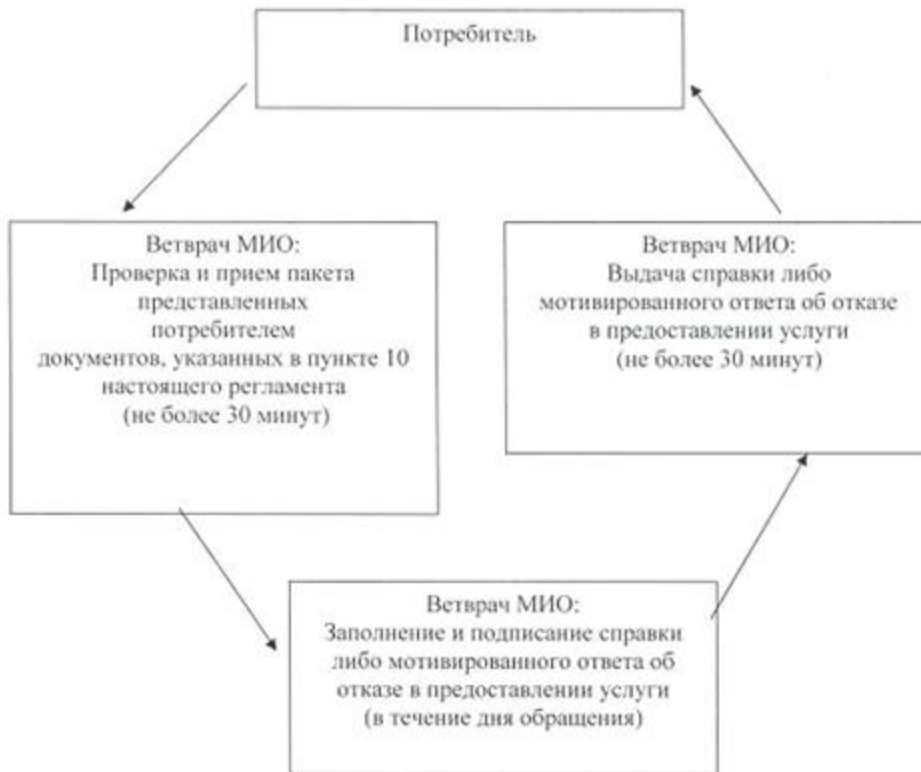 Потребитель
Ветврач МИО:
Проверка и прием пакета
представленных
потребителем
документов, указанных в пункте 10
настоящего регламента
(не более 30 минут)
Ветврач МИО:
Выдача справки либо
мотивированного ответа об отказе
в предоставлении услуги
(не более 30 минут)
Ветврач МИО:
Заполнение и подписание справки
либо мотивированного ответа об
отказе в предоставлении услуги
(в течение дня обращения)